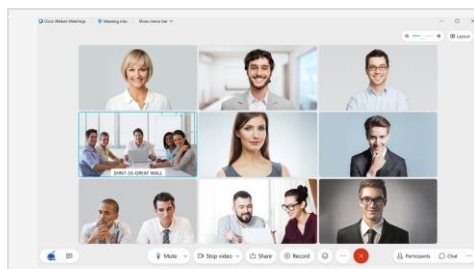 Cisco Webex Meetings Meeting Info Show menu bar
Layout
SHN7-16-GREAT WALL
Mute Stop video Share Record Participants Chat